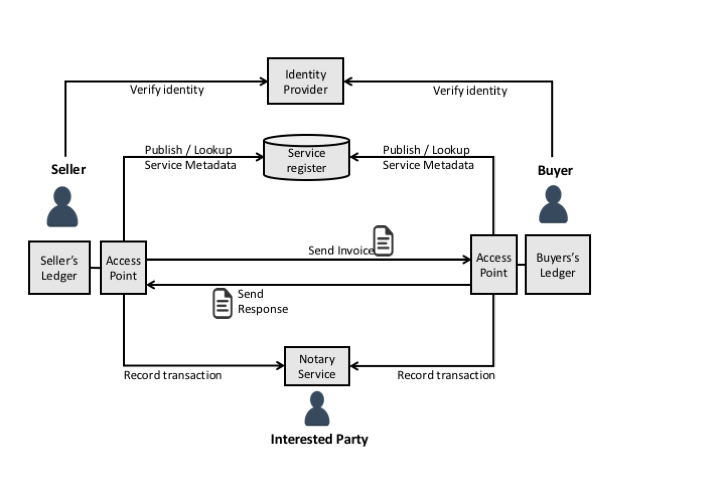 Identity
Provider
Verify identity
Verify identity
Publish / Lookup
Service Metadata
Service
register
Publish / Lookup
Service Metadata
Seller
Buyer
Seller's
Ledger
Access
Point
Send Invoice
Access
Point
Buyers's
Ledger
Send
Response
Notary
Service
Record transaction
Record transaction
Interested Party